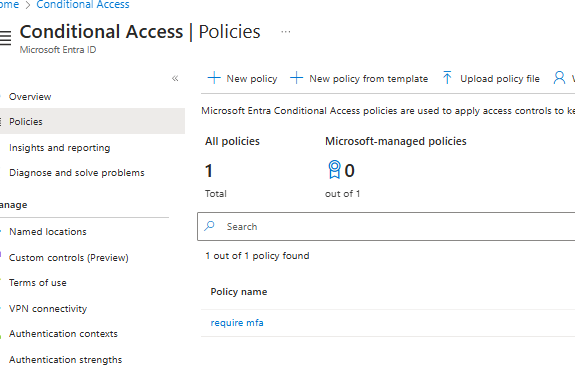 ome > Conditional Access
Conditional Access | Policies ...
Microsoft Entra ID
«
New policy
New policy from template
Upload policy file
Overview
Policies
Insights and reporting
Diagnose and solve problems
anage
Named locations
Custom controls (Preview)
Terms of use
VPN connectivity
Authentication contexts
Authentication strengths
Microsoft Entra Conditional Access policies are used to apply access controls to ke
All policies
1
Total
Microsoft-managed policies
0
out of 1
Search
1 out of 1 policy found
Policy name
require mfa